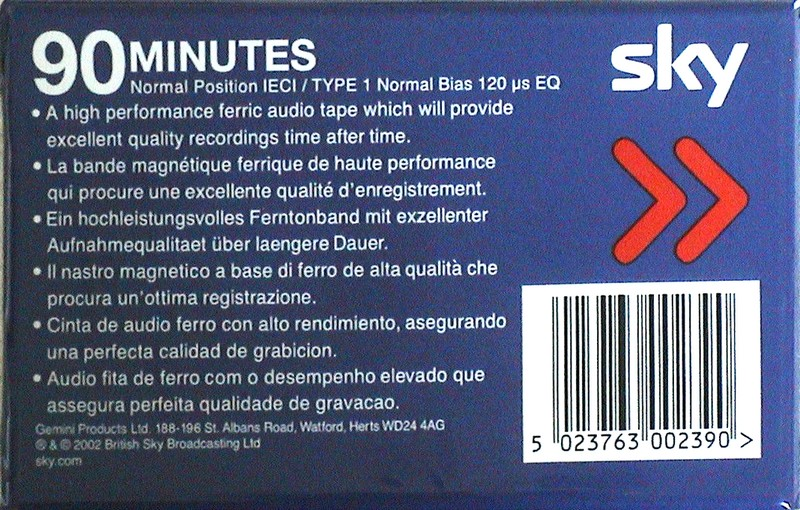 90 MINUTES
Normal Position IECI / TYPE 1 Normal Bias 120 µs EQ
• A high performance ferric audio tape which will provide
excellent quality recordings time after time.
• La bande magnétique ferrique de haute performance
qui procure une excellente qualité d'enregistrement.
• Ein hochleistungsvolles Ferntonband mit exzellenter
Aufnahmequalitaet über laengere Dauer.
• Il nastro magnetico a base di ferro de alta qualità che
procura un'ottima registrazione.
• Cinta de audio ferro con alto rendimiento, asegurando
una perfecta calidad de grabicion.
• Audio fita de ferro com o desempenho elevado que
assegura perfeita qualidade de gravacao.
Gemini Products Ltd. 188-196 St. Albans Road, Watford, Herts WD24 4AG
℗ & © 2002 British Sky Broadcasting Ltd
sky.com
sky
5 023763 002390 >